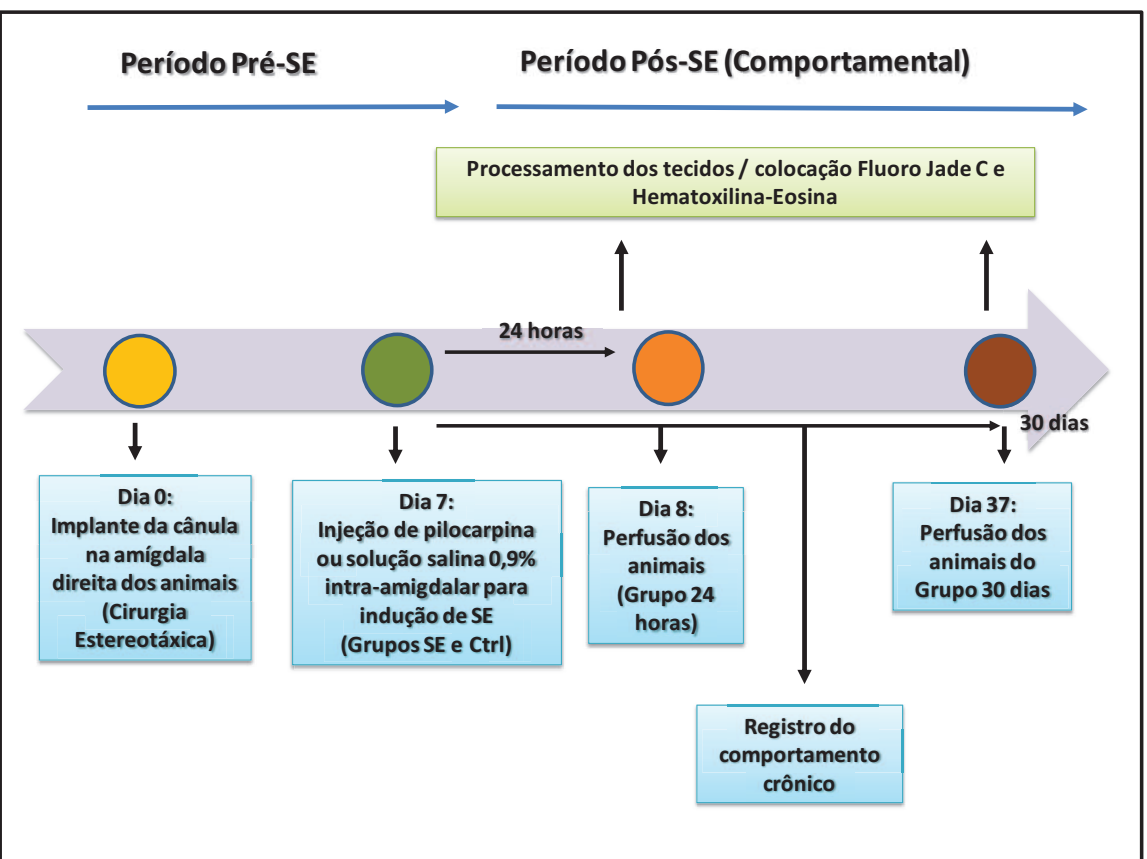 Período Pré-SE
Período Pós-SE (Comportamental)
Processamento dos tecidos / colocação Fluoro Jade C e
Hematoxilina-Eosina
24 horas
30 dias
Dia 0:
Implante da cânula
na amígdala
direita dos animais
(Cirurgia
Estereotáxica)
Dia 7:
Injeção de pilocarpina
ou solução salina 0,9%
intra-amigdalar para
indução de SE
(Grupos SE e Ctrl)
Dia 8:
Perfusão dos
animais
(Grupo 24
horas)
Dia 37:
Perfusão dos
animais do
Grupo 30 dias
Registro do
comportamento
crônico